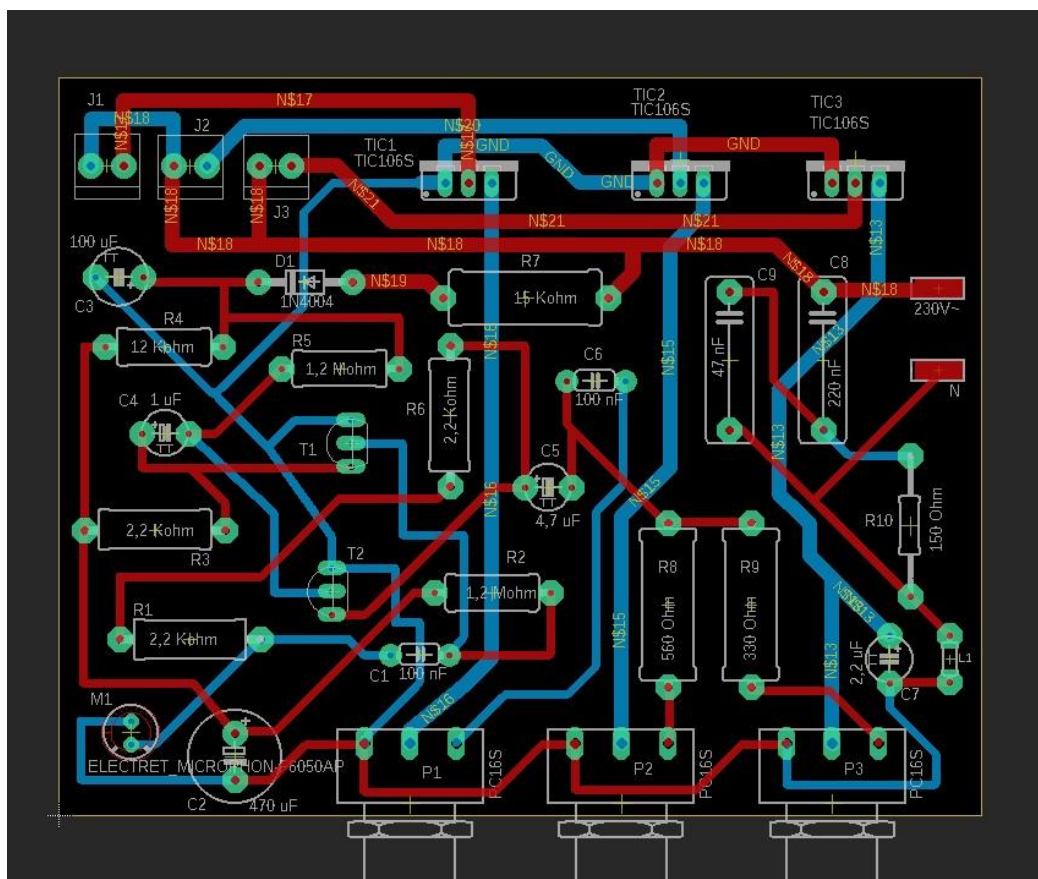 J1
N$17
TIC2
TIC106S
TIC3
TIC106S
N$18
J2
N$20
TIC1
TIC106S
GND
GND
GND
GND
N$18
N$18
J3
N$21
N$21
N$21
N$13
N$18
N$18
N$18
N$18
100 uF
C3
D1
1N4004
N$19
R7
15 Kohm
C9
C8
N$18
230V~
R4
12 Kohm
R5
1,2 Mohm
N$16
N$15
C6
100 nF
47 nF
220 nF
N$13
N
C4
1 uF
R6
2,2 Kohm
T1
N$13
C5
4,7 uF
N$16
N$15
R10
150 Ohm
2,2 Kohm
R3
T2
R2
1,2 Mohm
R8
560 Ohm
R9
330 Ohm
R1
2,2 Kohm
N$15
N$13
N$13
C1
100 nF
2,2 uF
C7
L1
M1
N$16
ELECTRET_MICROPHON-F6050AP
C2
470 uF
P1
PC16S
P2
PC16S
P3
PC16S